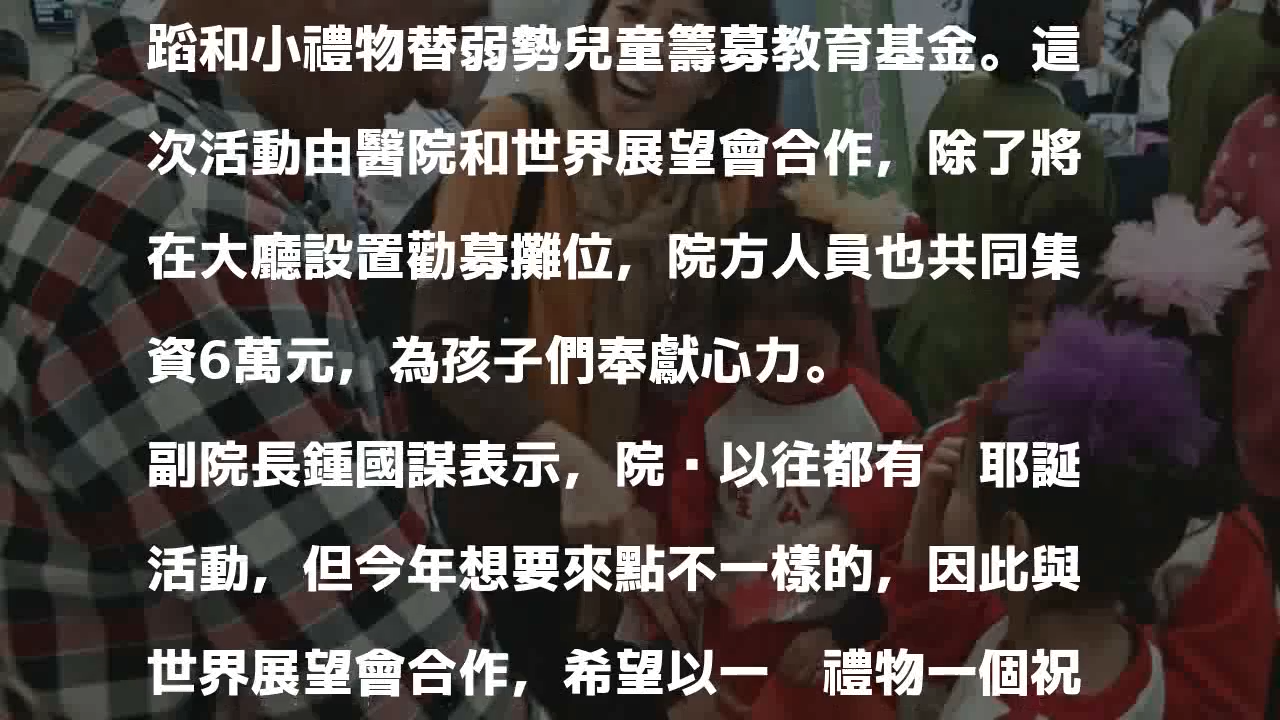 蹈和小禮物替弱勢兒童籌募教育基金。這
次活動由醫院和世界展望會合作，除了將
在大廳設置勸募攤位，院方人員也共同集
資6萬元，為孩子們奉獻心力。
副院長鍾國謀表示，院·以往都有　耶誕
活動，但今年想要來點不一樣的，因此與
世界展望會合作，希望以一　禮物一個祝
公